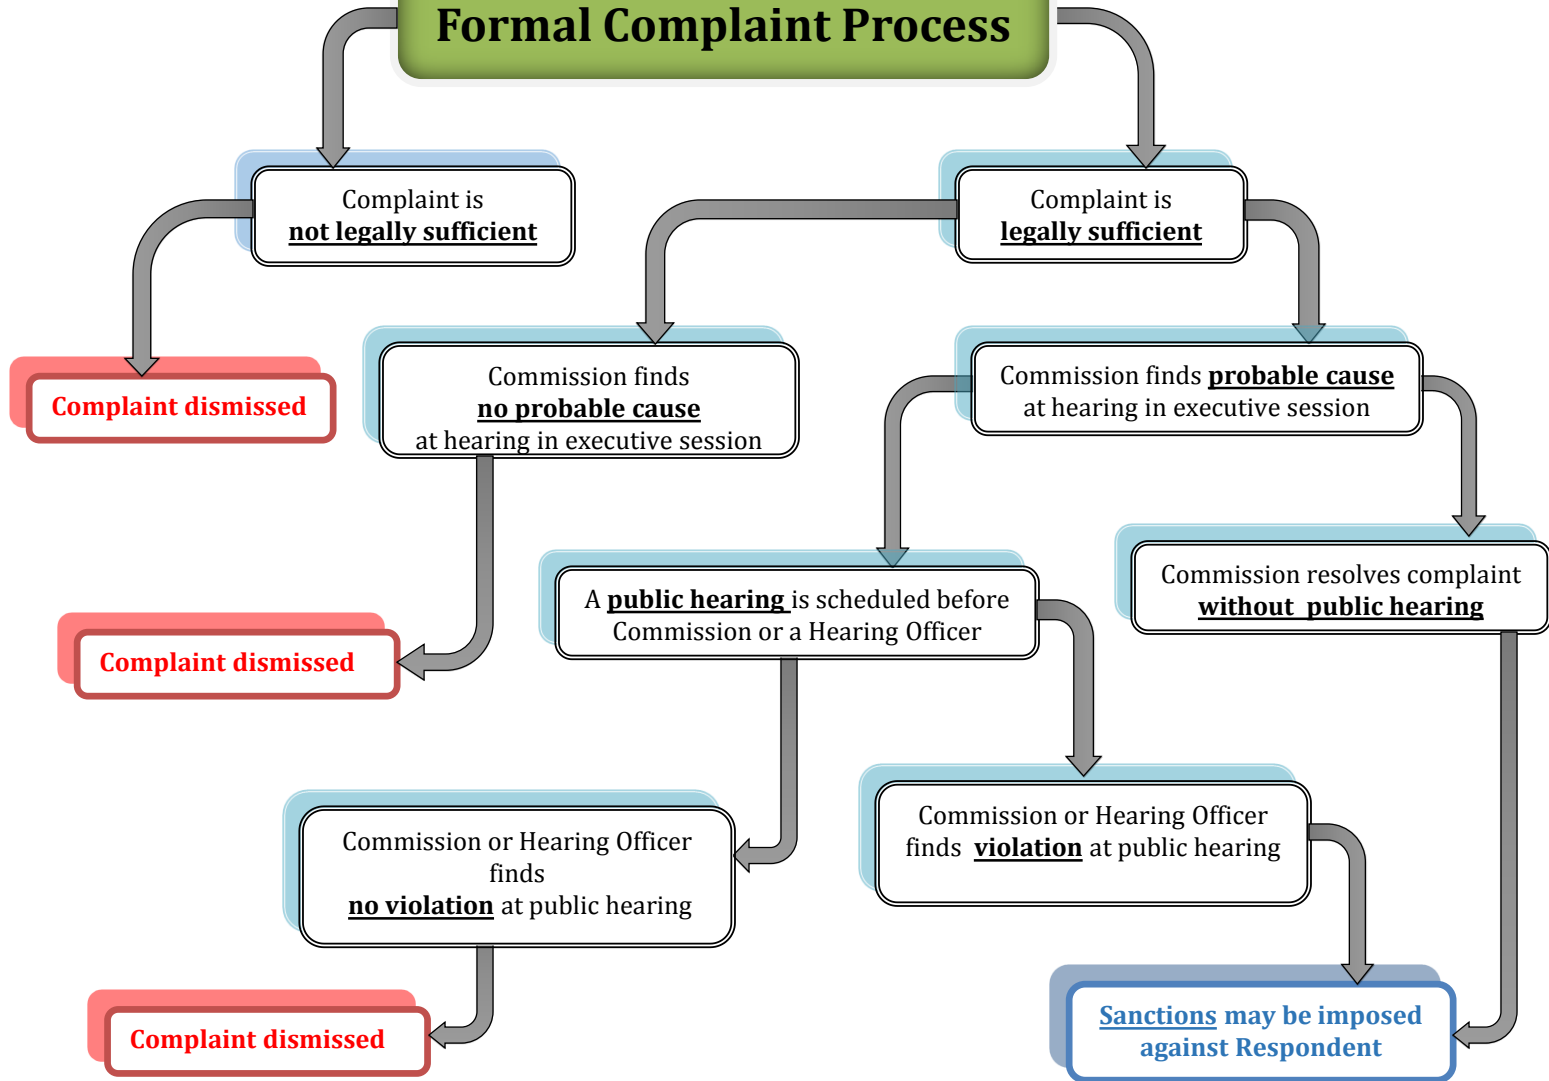 Formal Complaint Process
Complaint is
not legally sufficient
Complaint is
legally sufficient
Complaint dismissed
Commission finds
no probable cause
at hearing in executive session
Commission finds probable cause
at hearing in executive session
A public hearing is scheduled before
Commission or a Hearing Officer
Commission resolves complaint
without public hearing
Complaint dismissed
Commission or Hearing Officer
finds
no violation at public hearing
Commission or Hearing Officer
finds violation at public hearing
Complaint dismissed
Sanctions may be imposed
against Respondent